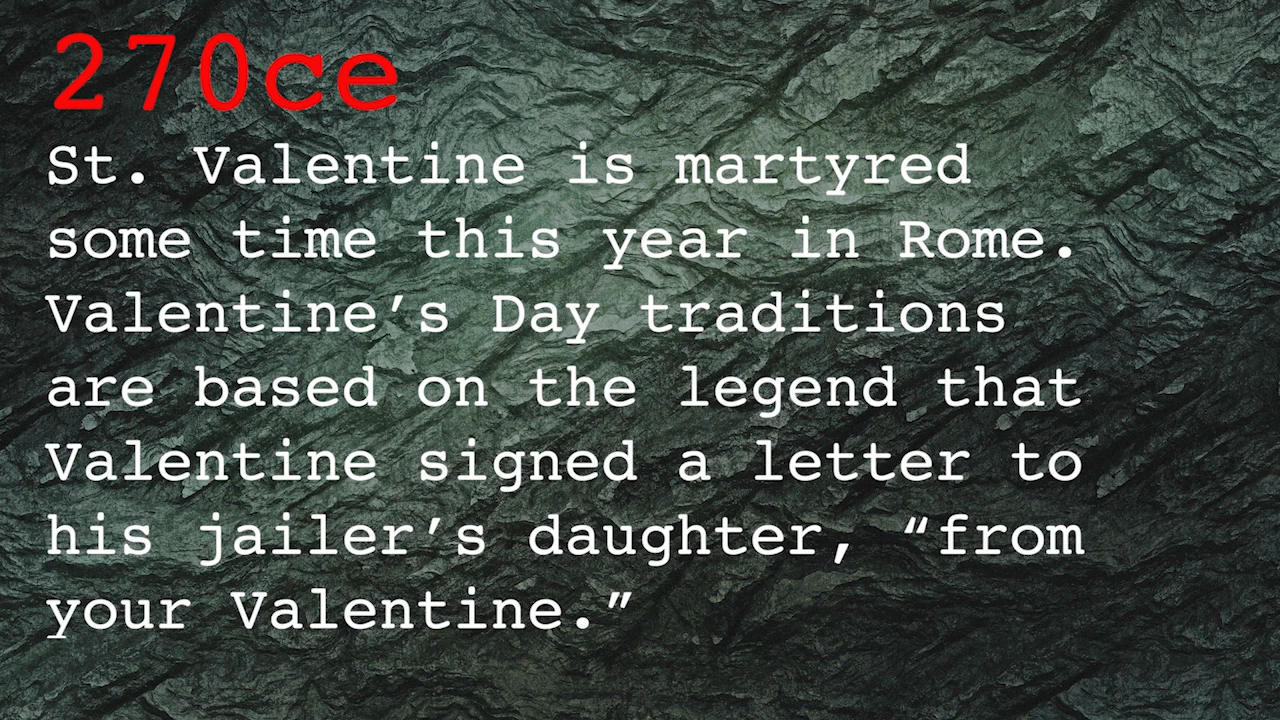 270ce
St. Valentine is martyred
some time this year in Rome.
Valentine’s Day traditions
are based on the legend that
Valentine signed a letter to
his jailer’s daughter, “from
your Valentine.”